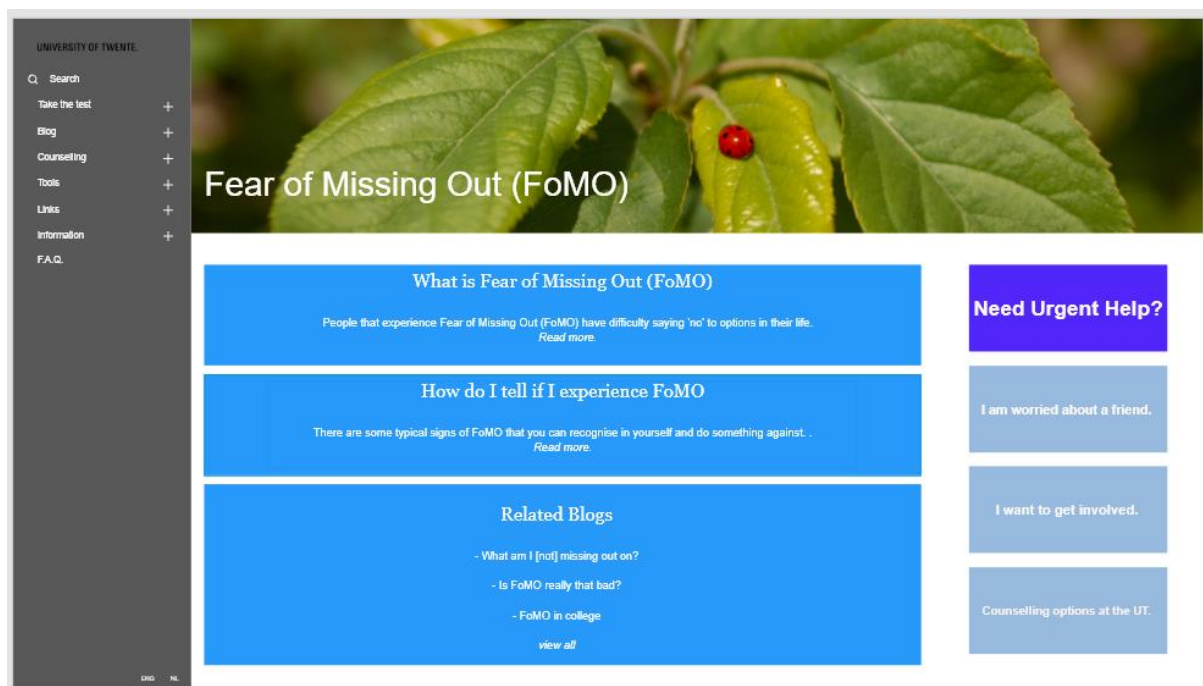 UNIVERSITY OF TWENTE.
Search
Take the test
Blog
Counselling
Tools
Links
Information
F.A.Q.
ENG NL
Fear of Missing Out (FoMO)
What is Fear of Missing Out (FoMO)
People that experience Fear of Missing Out (FoMO) have difficulty saying 'no' to options in their life.
Read more.
How do I tell if I experience FoMO
There are some typical signs of FoMO that you can recognise in yourself and do something against. .
Read more.
Related Blogs
- What am I [not] missing out on?
- Is FoMO really that bad?
- FoMO in college
view all
Need Urgent Help?
I am worried about a friend.
I want to get involved.
Counselling options at the UT.